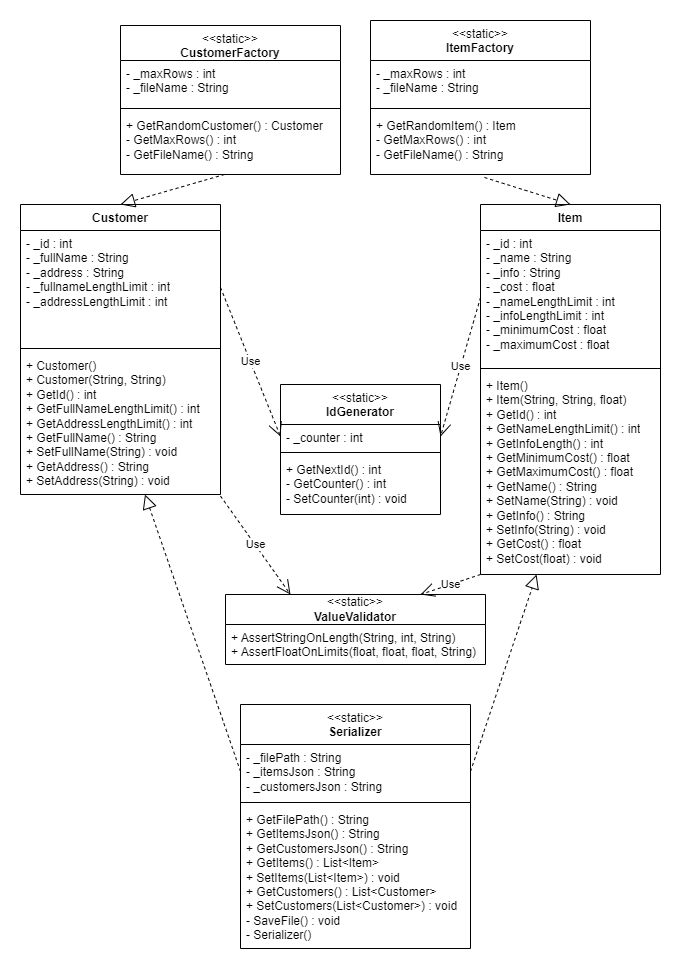 <<static>>
CustomerFactory
- _maxRows : int
- _fileName : String
+ GetRandomCustomer() : Customer
- GetMaxRows() : int
- GetFileName() : String
<<static>>
ItemFactory
- _maxRows : int
- _fileName : String
+ GetRandomItem() : Item
- GetMaxRows() : int
- GetFileName() : String
Customer
- _id : int
- _fullName : String
- _address : String
- _fullnameLengthLimit : int
- _addressLengthLimit : int
+ Customer()
+ Customer(String, String)
+ GetId() : int
+ GetFullNameLengthLimit() : int
+ GetAddressLengthLimit() : int
+ GetFullName() : String
+ SetFullName(String) : void
+ GetAddress() : String
+ SetAddress(String) : void
Item
- _id : int
- _name : String
- _info : String
- _cost : float
- _nameLengthLimit : int
- _infoLengthLimit : int
- _minimumCost : float
- _maximumCost : float
+ Item()
+ Item(String, String, float)
+ GetId() : int
+ GetNameLengthLimit() : int
+ GetInfoLength() : int
+ GetMinimumCost() : float
+ GetMaximumCost() : float
+ GetName() : String
+ SetName(String) : void
+ GetInfo() : String
+ SetInfo(String) : void
+ GetCost() : float
+ SetCost(float) : void
Use
Use
<<static>>
IdGenerator
- _counter : int
+ GetNextId() : int
- GetCounter() : int
- SetCounter(int) : void
Use
Use
<<static>>
ValueValidator
+ AssertStringOnLength(String, int, String)
+ AssertFloatOnLimits(float, float, float, String)
<<static>>
Serializer
- _filePath : String
- _itemsJson : String
- _customersJson : String
+ GetFilePath() : String
+ GetItemsJson() : String
+ GetCustomersJson() : String
+ GetItems() : List<Item>
+ SetItems(List<Item>) : void
+ GetCustomers() : List<Customer>
+ SetCustomers(List<Customer>) : void
- SaveFile() : void
- Serializer()